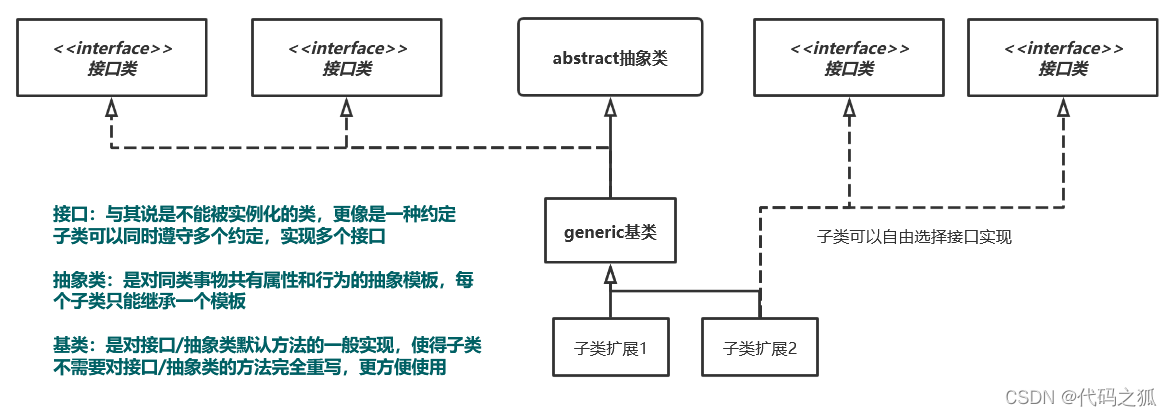 <<interface>>
接口类
<<interface>>
接口类
abstract抽象类
<<interface>>
接口类
<<interface>>
接口类
接口：与其说是不能被实例化的类，更像是一种约定
子类可以同时遵守多个约定，实现多个接口
抽象类：是对同类事物共有属性和行为的抽象模板，每
个子类只能继承一个模板
基类：是对接口/抽象类默认方法的一般实现，使得子类
不需要对接口/抽象类的方法完全重写，更方便使用
generic基类
子类可以自由选择接口实现
子类扩展1
子类扩展2
CSDN @代码之狐